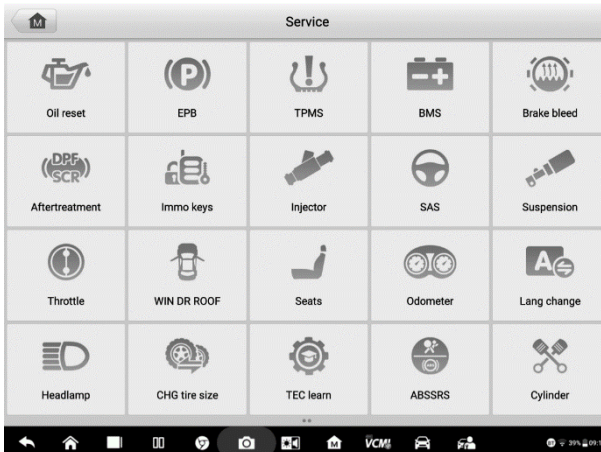 M
Service
Oil reset
EPB
TPMS
BMS
Brake bleed
DPF
SCR
Aftertreatment
Immo keys
Injector
SAS
Suspension
Throttle
WIN DR ROOF
Seats
Odometer
A
Lang change
Headlamp
CHG tire size
TEC learn
ABSSRS
Cylinder
M
VCMI
39%